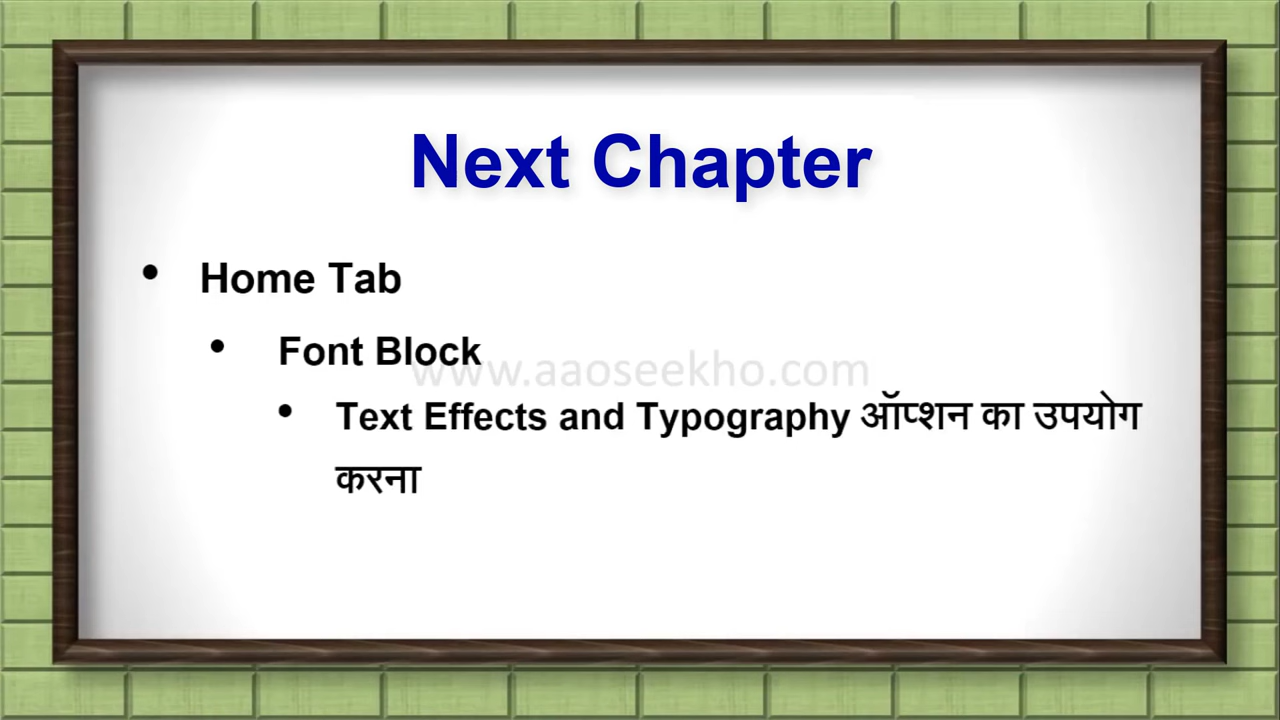 Next Chapter
• Home Tab
• Font Block
www.aaoseekho.com
• Text Effects and Typography ऑप्शन का उपयोग
करना